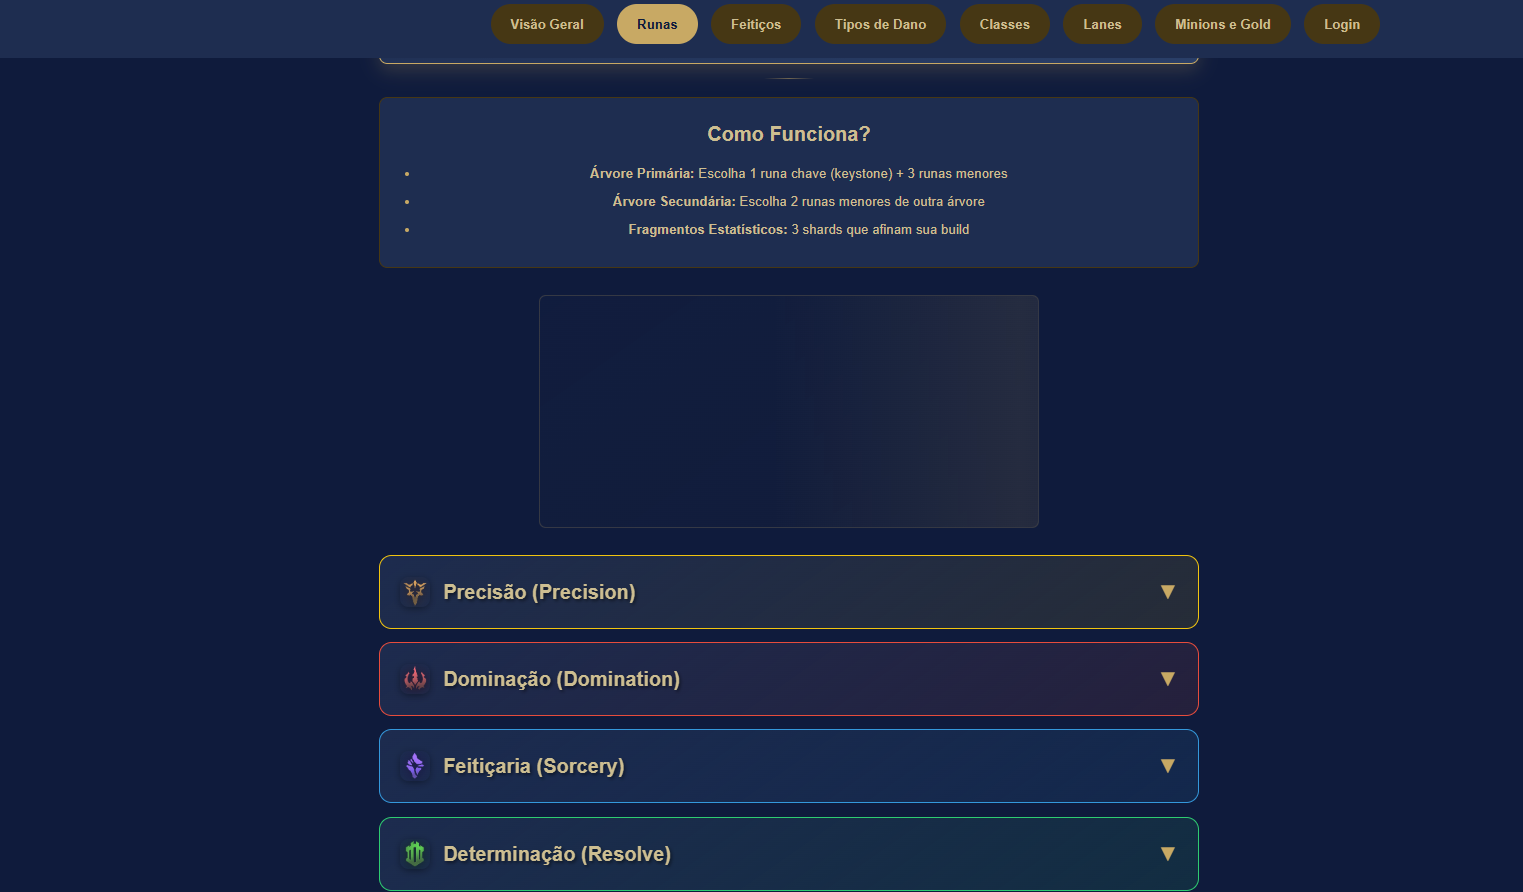 Visão Geral Runas Feitiços Tipos de Dano Classes Lanes Minions e Gold Login
Como Funciona?
• Árvore Primária: Escolha 1 runa chave (keystone) + 3 runas menores
• Árvore Secundária: Escolha 2 runas menores de outra árvore
• Fragmentos Estatísticos: 3 shards que afinam sua build
Precisão (Precision) ▼
Dominação (Domination) ▼
Feitiçaria (Sorcery) ▼
Determinação (Resolve) ▼